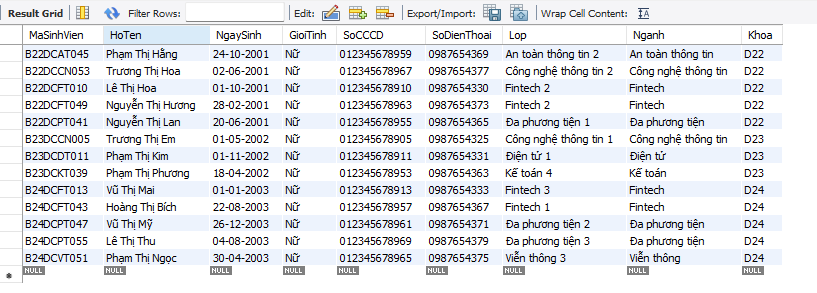 Result Grid Filter Rows: Edit: Export/Import: Wrap Cell Content:
MaSinhVien HoTen NgaySinh GioiTinh SoCCCD SoDienThoai Lop Nganh Khoa
B22DCAT045 Phạm Thị Hằng 24-10-2001 Nữ 012345678959 0987654369 An toàn thông tin 2 An toàn thông tin D22
B22DCCN053 Trương Thị Hoa 02-06-2001 Nữ 012345678967 0987654377 Công nghệ thông tin 2 Công nghệ thông tin D22
B22DCFT010 Lê Thị Hoa 01-10-2001 Nữ 012345678910 0987654330 Fintech 2 Fintech D22
B22DCFT049 Nguyễn Thị Hương 28-02-2001 Nữ 012345678963 0987654373 Fintech 2 Fintech D22
B22DCPT041 Nguyễn Thị Lan 20-06-2001 Nữ 012345678955 0987654365 Đa phương tiện 1 Đa phương tiện D22
B23DCCN005 Trương Thị Em 01-05-2002 Nữ 012345678905 0987654325 Công nghệ thông tin 1 Công nghệ thông tin D23
B23DCDT011 Phạm Thị Kim 01-11-2002 Nữ 012345678911 0987654331 Điện tử 1 Điện tử D23
B23DCKT039 Phạm Thị Phương 18-04-2002 Nữ 012345678953 0987654363 Kế toán 4 Kế toán D23
B24DCFT013 Vũ Thị Mai 01-01-2003 Nữ 012345678913 0987654333 Fintech 3 Fintech D24
B24DCFT043 Hoàng Thị Bích 22-08-2003 Nữ 012345678957 0987654367 Fintech 1 Fintech D24
B24DCPT047 Vũ Thị Mỹ 26-12-2003 Nữ 012345678961 0987654371 Đa phương tiện 2 Đa phương tiện D24
B24DCPT055 Lê Thị Thu 04-08-2003 Nữ 012345678969 0987654379 Đa phương tiện 3 Đa phương tiện D24
B24DCVT051 Phạm Thị Ngọc 30-04-2003 Nữ 012345678965 0987654375 Viễn thông 3 Viễn thông D24
NULL NULL NULL NULL NULL NULL NULL NULL NULL